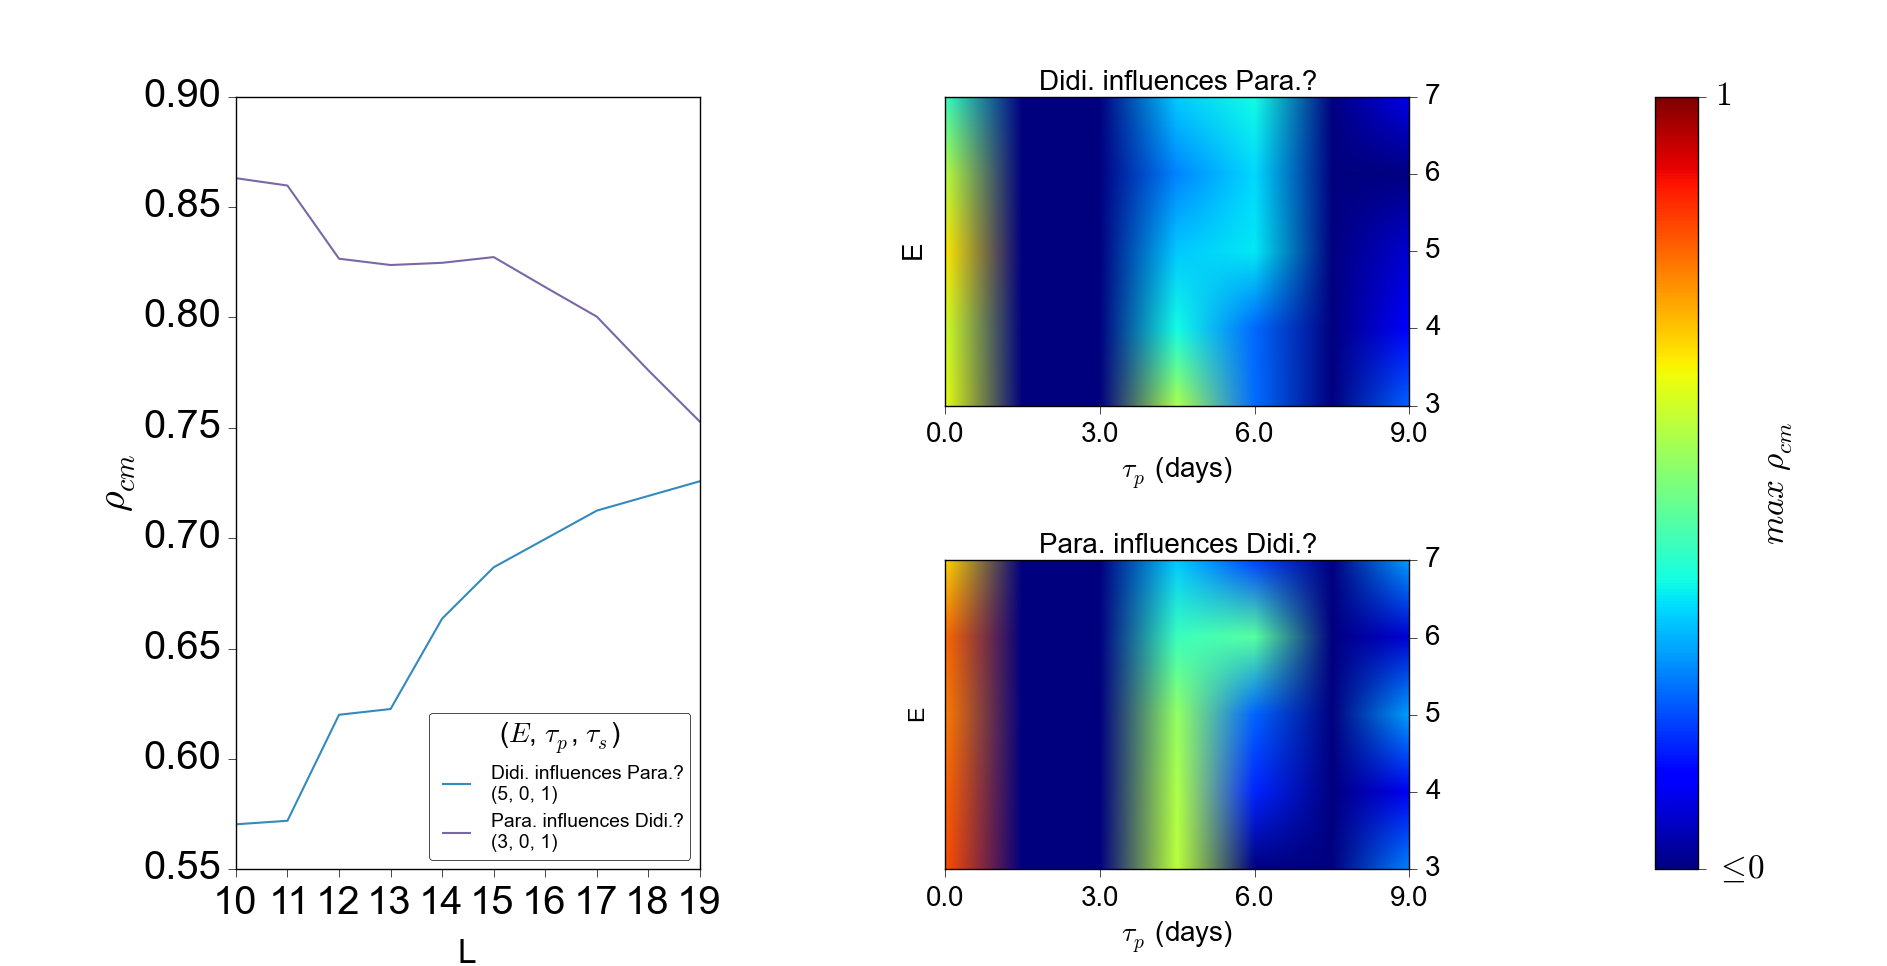 0.90
0.85
0.80
0.75
0.70
0.65
0.60
0.55
ρcm
10 11 12 13 14 15 16 17 18 19
L
(E, τp, τs)
Didi. influences Para.?
(5, 0, 1)
Para. influences Didi.?
(3, 0, 1)
Didi. influences Para.?
E
7
6
5
4
3
0.0 3.0 6.0 9.0
τp (days)
Para. influences Didi.?
E
7
6
5
4
3
0.0 3.0 6.0 9.0
τp (days)
1
max ρcm
≤0